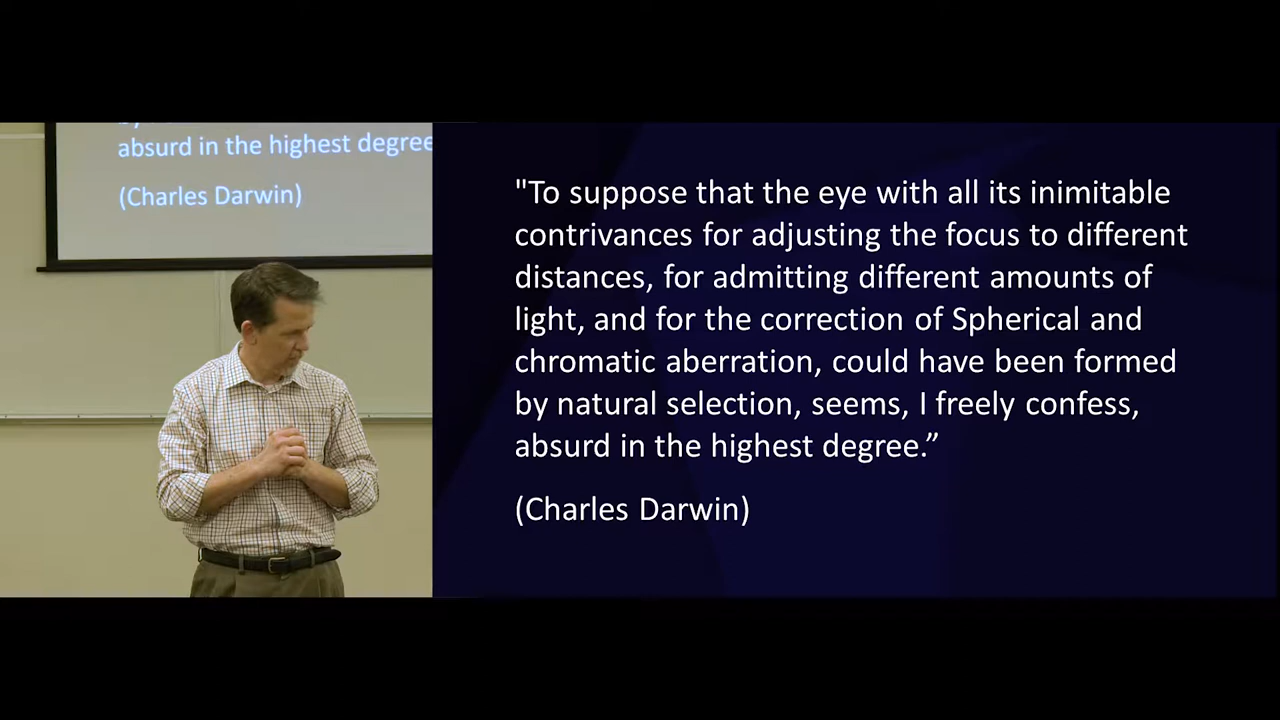 absurd in the highest degree
(Charles Darwin)
"To suppose that the eye with all its inimitable
contrivances for adjusting the focus to different
distances, for admitting different amounts of
light, and for the correction of Spherical and
chromatic aberration, could have been formed
by natural selection, seems, I freely confess,
absurd in the highest degree.”
(Charles Darwin)